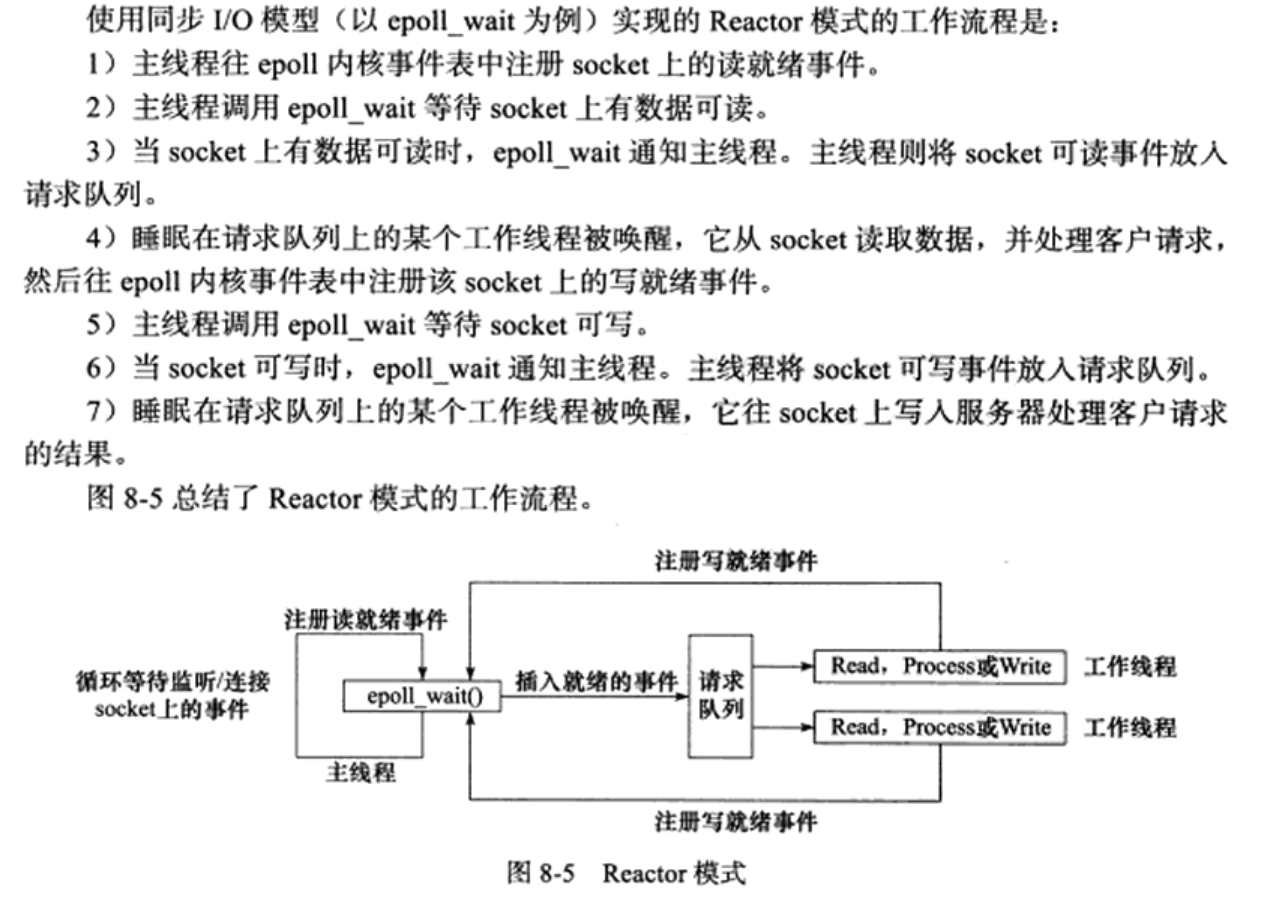 使用同步 I/O 模型（以 epoll_wait 为例）实现的 Reactor 模式的工作流程是：
1）主线程往 epoll 内核事件表中注册 socket 上的读就绪事件。
2）主线程调用 epoll_wait 等待 socket 上有数据可读。
3）当 socket 上有数据可读时，epoll_wait 通知主线程。主线程则将 socket 可读事件放入
请求队列。
4）睡眠在请求队列上的某个工作线程被唤醒，它从 socket 读取数据，并处理客户请求，
然后往 epoll 内核事件表中注册该 socket 上的写就绪事件。
5）主线程调用 epoll_wait 等待 socket 可写。
6）当 socket 可写时，epoll_wait 通知主线程。主线程将 socket 可写事件放入请求队列。
7）睡眠在请求队列上的某个工作线程被唤醒，它往 socket 上写入服务器处理客户请求
的结果。
图 8-5 总结了 Reactor 模式的工作流程。
注册写就绪事件
注册读就绪事件
循环等待监听/连接
socket上的事件
epoll_wait()
插入就绪的事件
请求
队列
Read，Process或Write
工作线程
Read，Process或Write
工作线程
主线程
注册写就绪事件
图 8-5 Reactor 模式